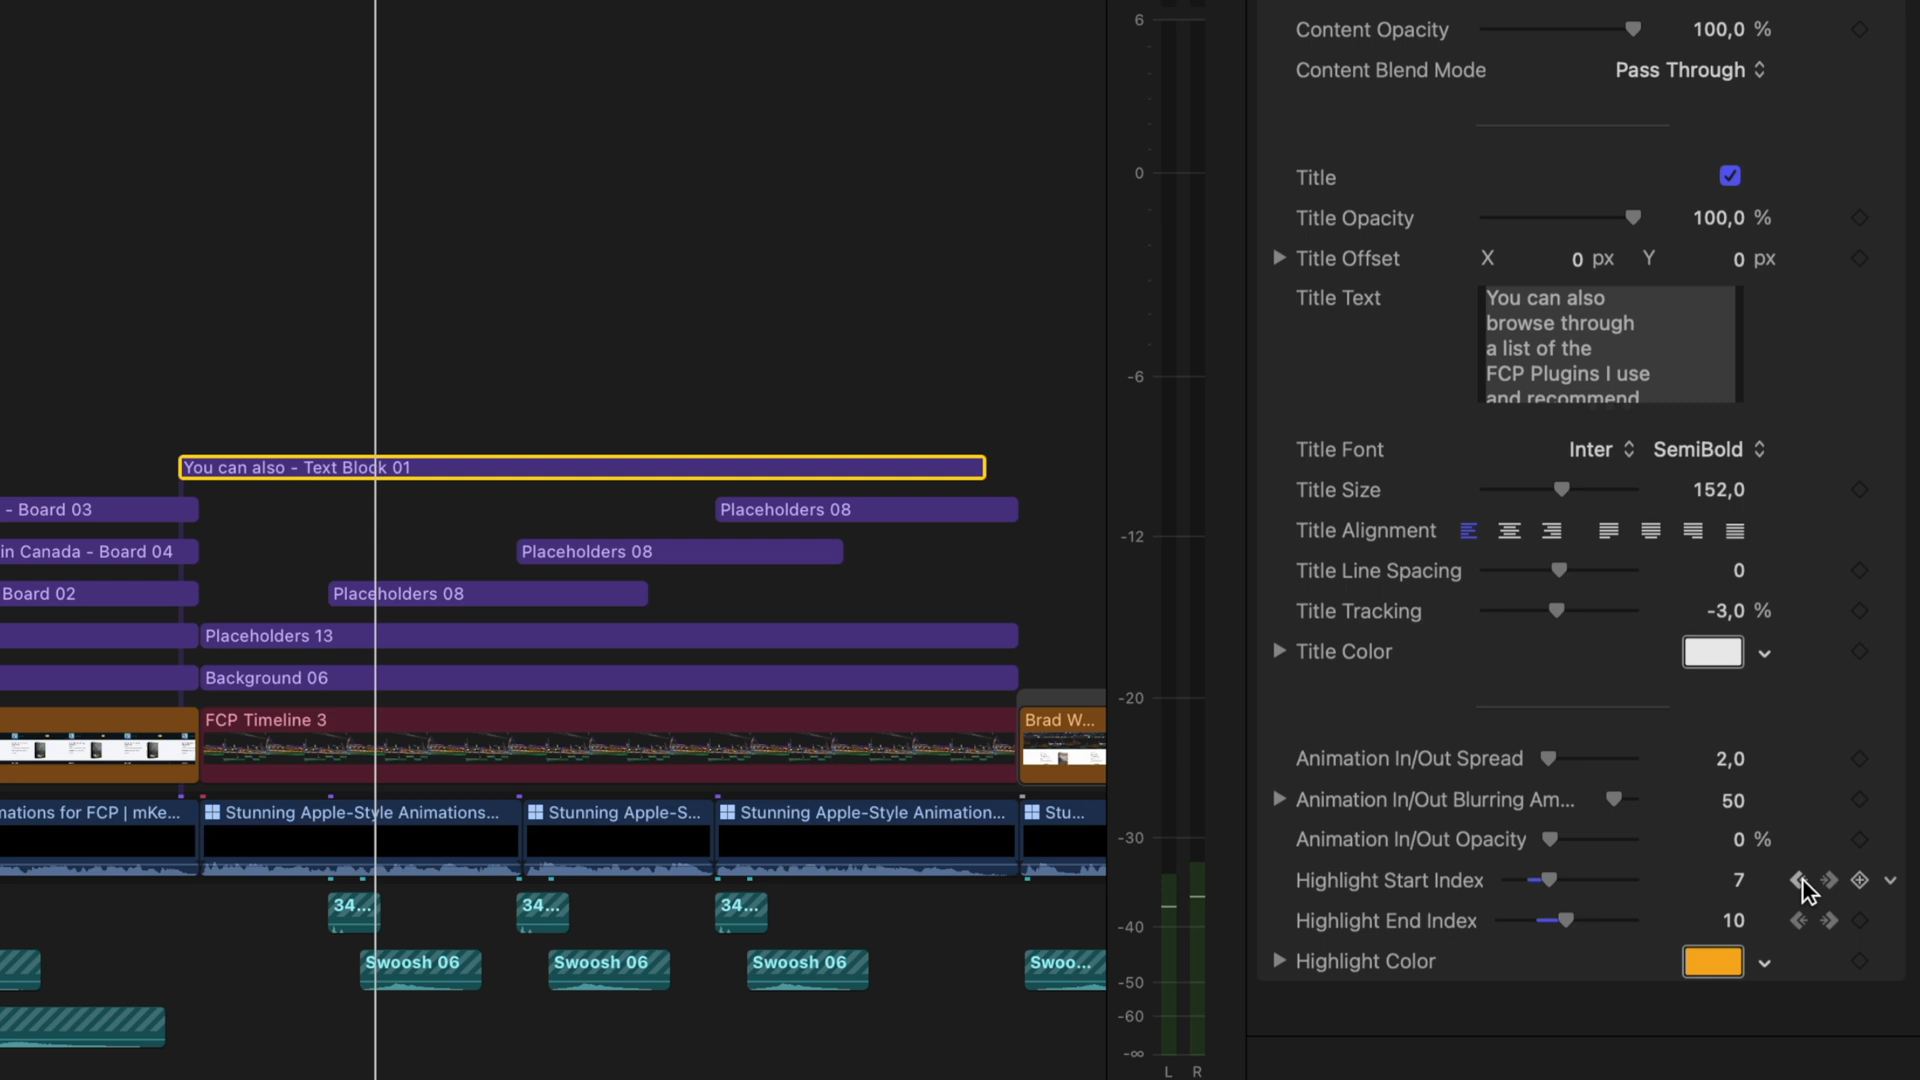 You can also - Text Block 01
- Board 03
Placeholders 08
in Canada - Board 04
Placeholders 08
Board 02
Placeholders 08
Placeholders 13
Background 06
FCP Timeline 3
Brad W...
mations for FCP | mKe...
Stunning Apple-Style Animations...
Stunning Apple-S...
Stunning Apple-Style Animation...
Stu...
34...
34...
34...
Swoosh 06
Swoosh 06
Swoosh 06
Swoo...
6
0
-6
-12
-20
-30
-40
-50
-60
-∞
L R
Content Opacity 100,0 %
Content Blend Mode Pass Through
Title
Title Opacity 100,0 %
Title Offset X 0 px Y 0 px
Title Text
You can also
browse through
a list of the
FCP Plugins I use
and recommend
Title Font Inter SemiBold
Title Size 152,0
Title Alignment
Title Line Spacing 0
Title Tracking -3,0 %
Title Color
Animation In/Out Spread 2,0
Animation In/Out Blurring Am... 50
Animation In/Out Opacity 0 %
Highlight Start Index 7
Highlight End Index 10
Highlight Color